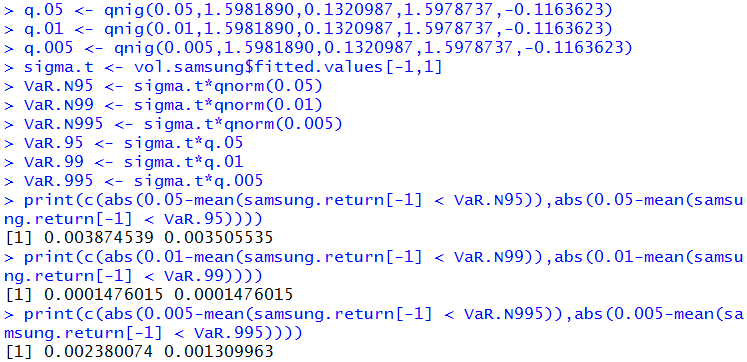 > q.05 <- qnig(0.05,1.5981890,0.1320987,1.5978737,-0.1163623)
> q.01 <- qnig(0.01,1.5981890,0.1320987,1.5978737,-0.1163623)
> q.005 <- qnig(0.005,1.5981890,0.1320987,1.5978737,-0.1163623)
> sigma.t <- vol.samsung$fitted.values[-1,1]
> VaR.N95 <- sigma.t*qnorm(0.05)
> VaR.N99 <- sigma.t*qnorm(0.01)
> VaR.N995 <- sigma.t*qnorm(0.005)
> VaR.95 <- sigma.t*q.05
> VaR.99 <- sigma.t*q.01
> VaR.995 <- sigma.t*q.005
> print(c(abs(0.05-mean(samsung.return[-1] < VaR.N95)),abs(0.05-mean(samsu
ng.return[-1] < VaR.95))))
[1] 0.003874539 0.003505535
> print(c(abs(0.01-mean(samsung.return[-1] < VaR.N99)),abs(0.01-mean(samsu
ng.return[-1] < VaR.99))))
[1] 0.0001476015 0.0001476015
> print(c(abs(0.005-mean(samsung.return[-1] < VaR.N995)),abs(0.005-mean(sa
msung.return[-1] < VaR.995))))
[1] 0.002380074 0.001309963